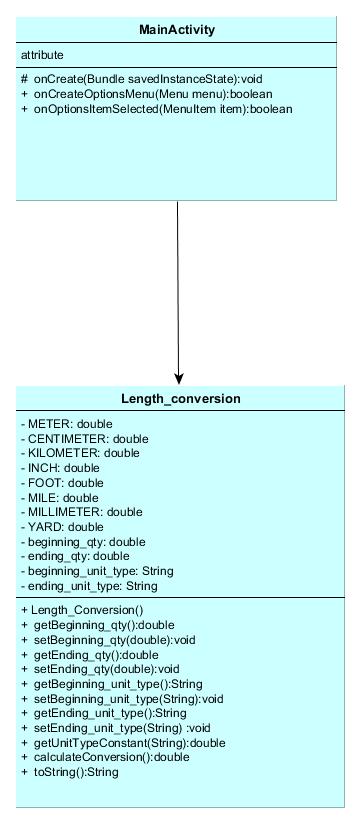 MainActivity
attribute
# onCreate(Bundle savedInstanceState):void
+ onCreateOptionsMenu(Menu menu):boolean
+ onOptionsItemSelected(MenuItem item):boolean
Length_conversion
- METER: double
- CENTIMETER: double
- KILOMETER: double
- INCH: double
- FOOT: double
- MILE: double
- MILLIMETER: double
- YARD: double
- beginning_qty: double
- ending_qty: double
- beginning_unit_type: String
- ending_unit_type: String
+ Length_Conversion()
+ getBeginning_qty():double
+ setBeginning_qty(double):void
+ getEnding_qty():double
+ setEnding_qty(double):void
+ getBeginning_unit_type():String
+ setBeginning_unit_type(String):void
+ getEnding_unit_type():String
+ setEnding_unit_type(String) :void
+ getUnitTypeConstant(String):double
+ calculateConversion():double
+ toString():String